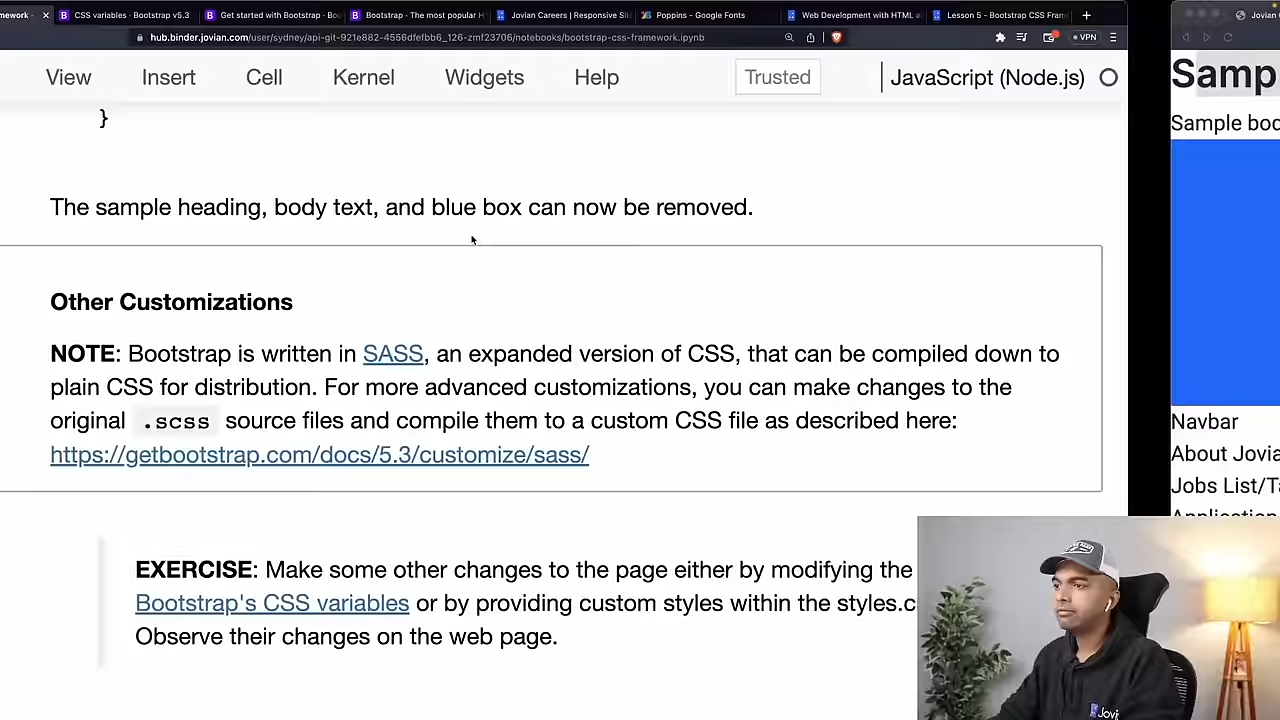 ework -
CSS variables · Bootstrap v5.3
Get started with Bootstrap · Boo
Bootstrap · The most popular H
Jovian Careers | Responsive Sit
Poppins - Google Fonts
Web Development with HTML a
Lesson 5 - Bootstrap CSS Fram
Jovian
hub.binder.jovian.com/user/sydney/api-git-921e882-4556dfefbb6_126-zmf23706/notebooks/bootstrap-css-framework.ipynb
VPN
View
Insert
Cell
Kernel
Widgets
Help
Trusted
JavaScript (Node.js)
}
The sample heading, body text, and blue box can now be removed.
Other Customizations
NOTE: Bootstrap is written in SASS, an expanded version of CSS, that can be compiled down to
plain CSS for distribution. For more advanced customizations, you can make changes to the
original .scss source files and compile them to a custom CSS file as described here:
https://getbootstrap.com/docs/5.3/customize/sass/
EXERCISE: Make some other changes to the page either by modifying the
Bootstrap's CSS variables or by providing custom styles within the styles.c
Observe their changes on the web page.
Samp
Sample bod
Navbar
About Jovia
Jobs List/Ta
Application
Jovi